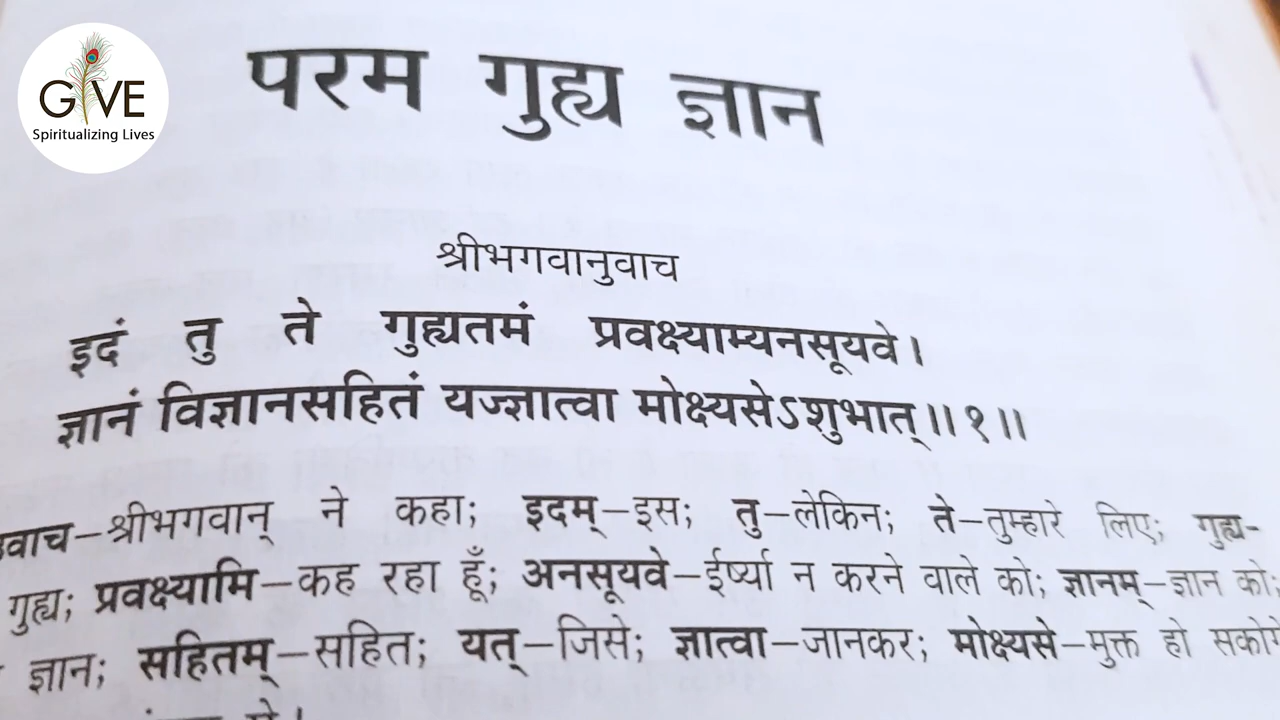 GIVE
Spiritualizing Lives
परम गुह्य ज्ञान
श्रीभगवानुवाच
इदं तु ते गुह्यतमं प्रवक्ष्याम्यनसूयवे।
ज्ञानं विज्ञानसहितं यज्ज्ञात्वा मोक्ष्यसेऽशुभात्॥१॥
श्रीभगवान् ने कहा; इदम्–इस; तु–लेकिन; ते–तुम्हारे लिए; गुह्य-
गुह्य; प्रवक्ष्यामि–कह रहा हूँ; अनसूयवे–ईर्ष्या न करने वाले को; ज्ञानम्–ज्ञान को;
ज्ञान; सहितम्–सहित; यत्–जिसे; ज्ञात्वा–जानकर; मोक्ष्यसे–मुक्त हो